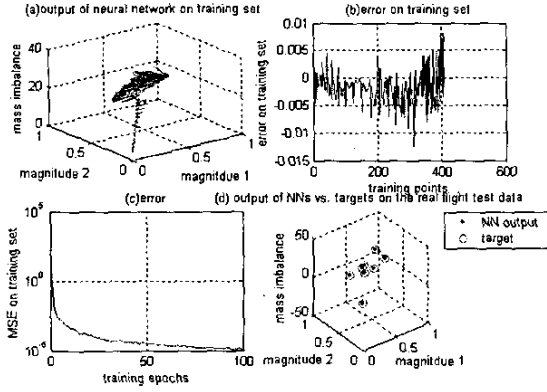 (a)output of neural network on training set
(b)error on training set
mass imbalance
40
20
0
1
0.5
0
magnitude 2
0
0.5
1
magnitdue 1
error on training set
0.01
0.005
0
-0.005
-0.01
-0.015
0
200
400
600
training points
(c)error
(d) output of NNs vs. targets on the real flight test data
MSE on training set
10^5
10^0
10^-5
0
50
100
training epochs
mass imbalance
50
0
-50
1
0.5
0
magnitude 2
0
0.5
1
magnitdue 1
NN output
target